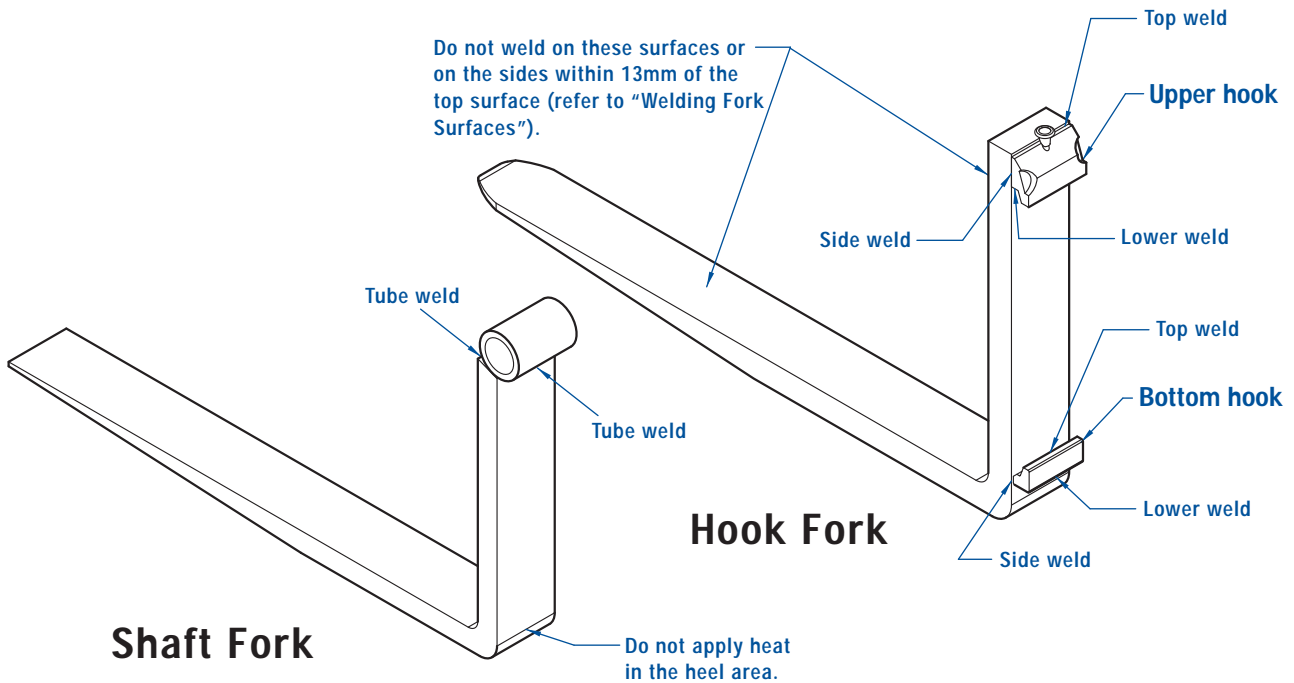 Top weld
Do not weld on these surfaces or
on the sides within 13mm of the
top surface (refer to “Welding Fork
Surfaces”).
Upper hook
Side weld
Lower weld
Tube weld
Top weld
Bottom hook
Tube weld
Lower weld
Hook Fork
Side weld
Shaft Fork
Do not apply heat
in the heel area.